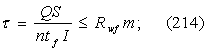 τ = QS / (n t_f I) ≤ R_wf m; (214)